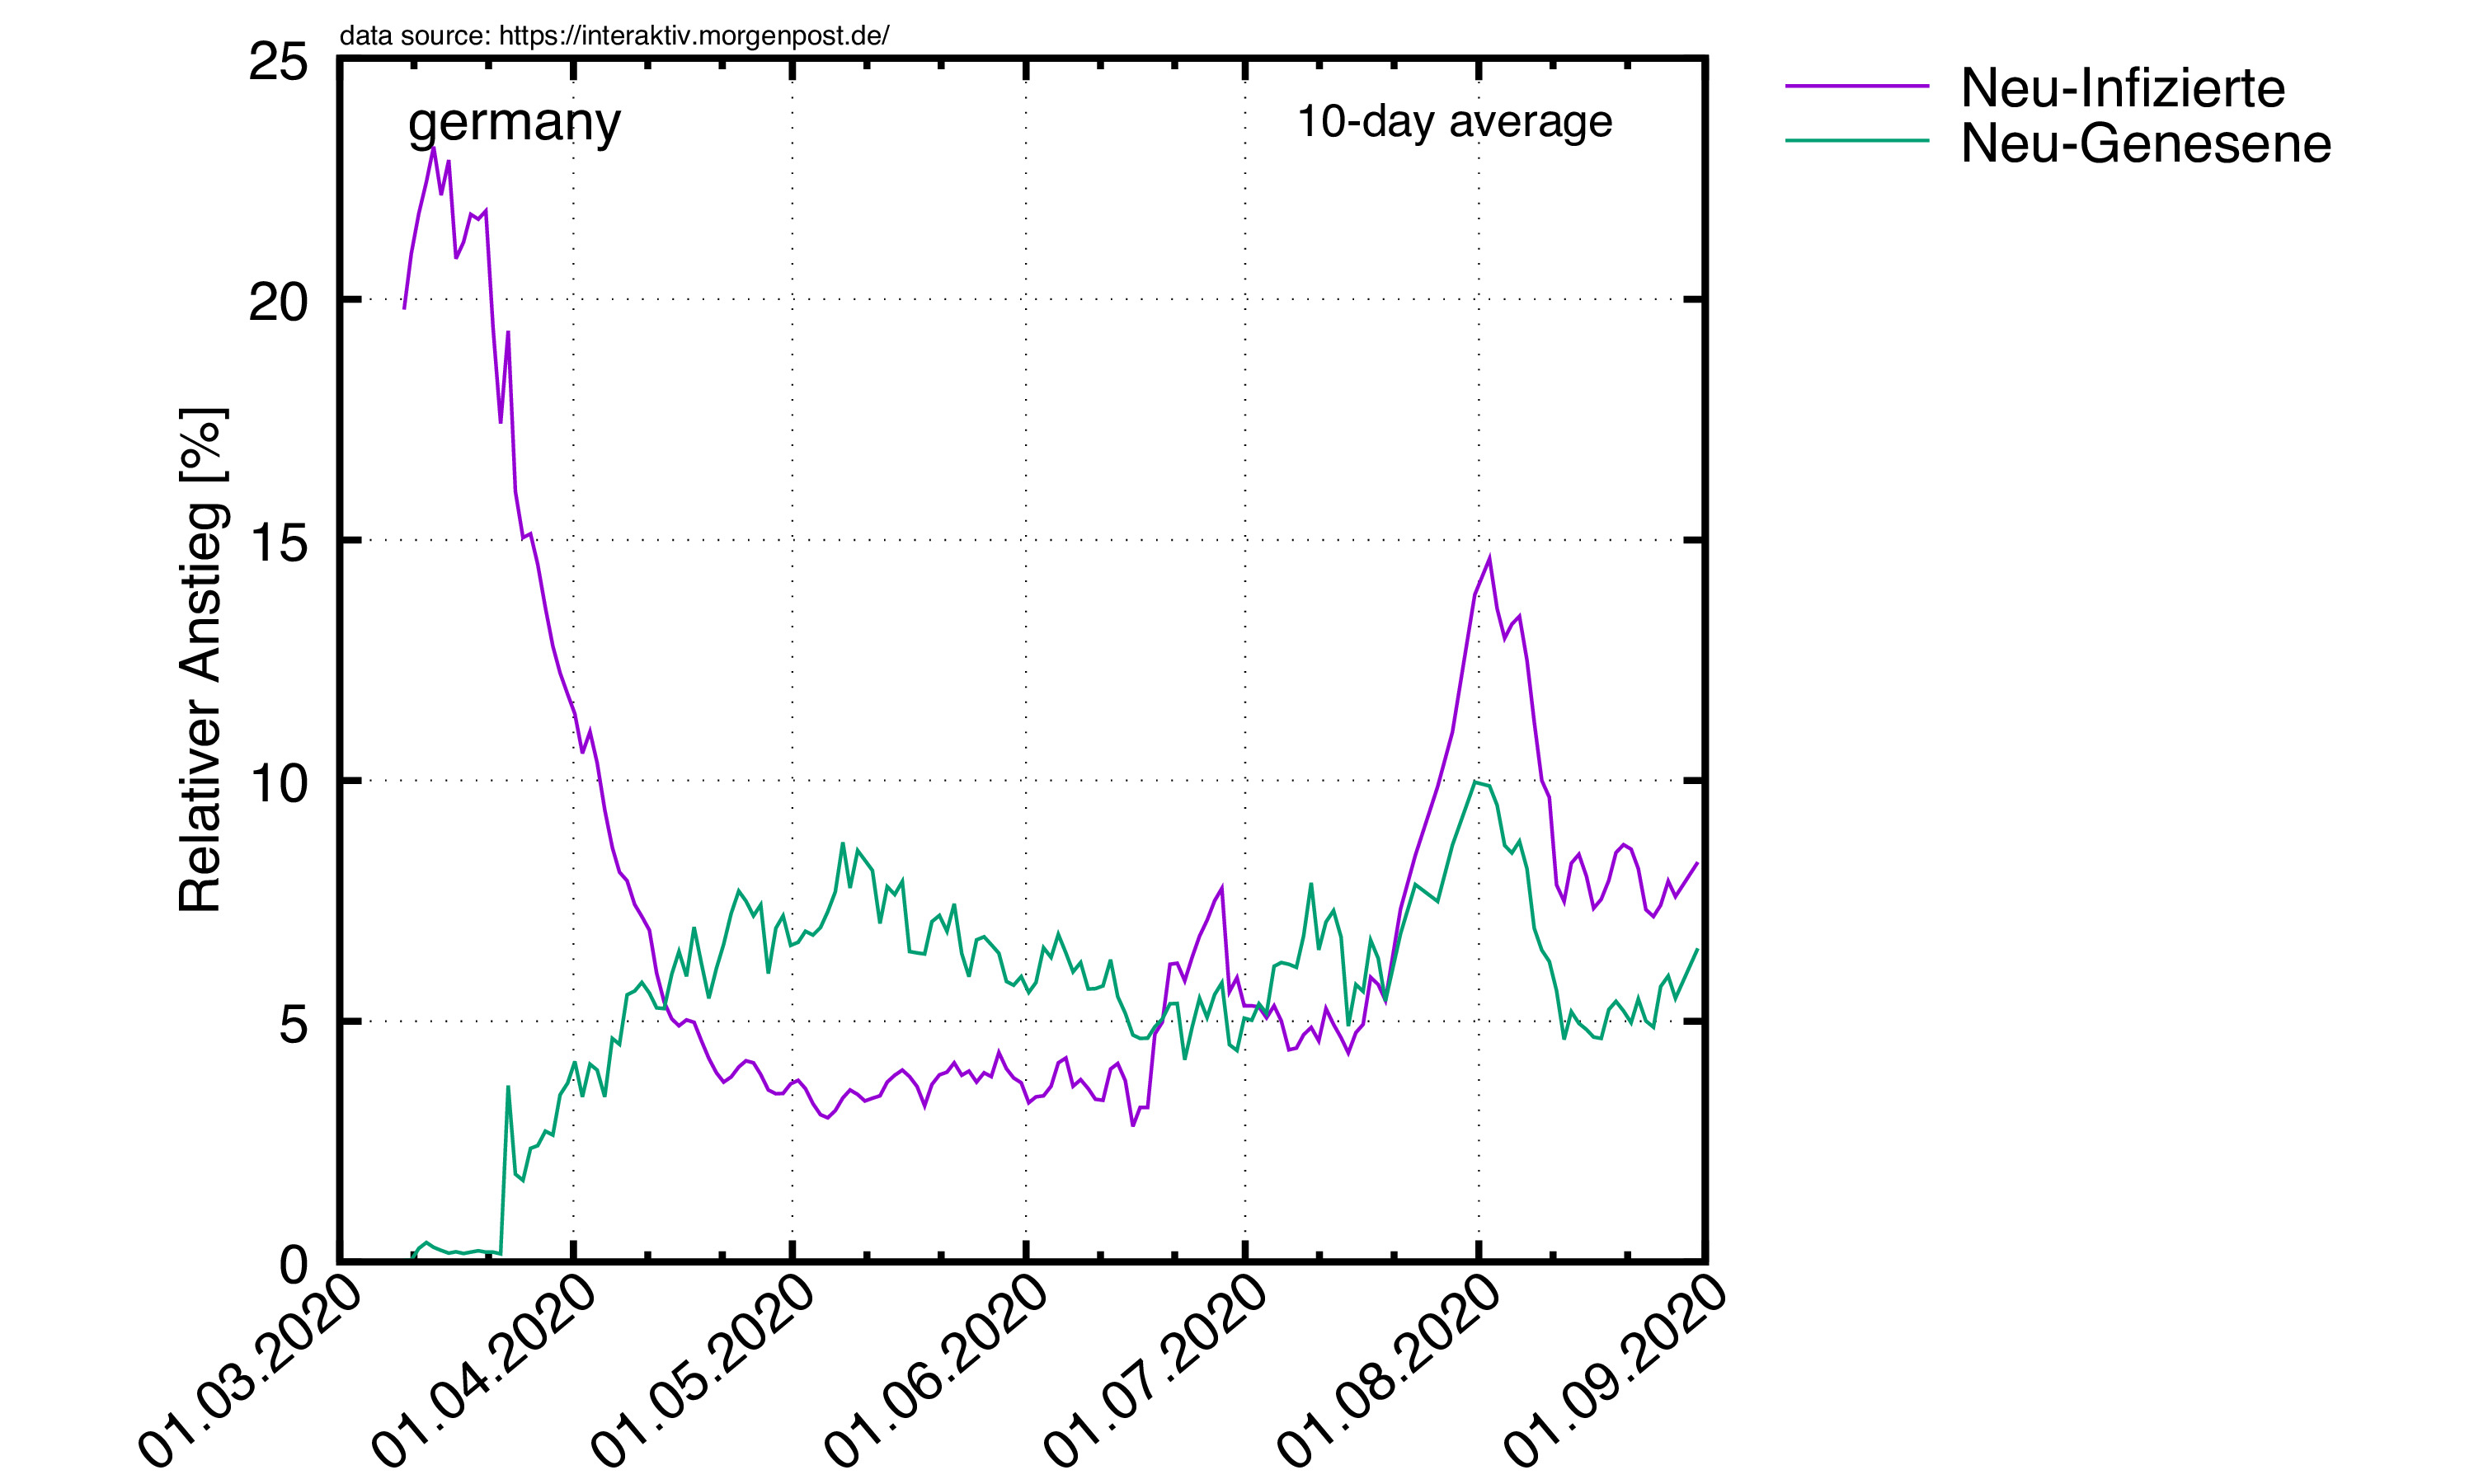 data source: https://interaktiv.morgenpost.de/
germany
10-day average
Neu-Infizierte
Neu-Genesene
Relativer Anstieg [%]
25
20
15
10
5
0
01.03.2020
01.04.2020
01.05.2020
01.06.2020
01.07.2020
01.08.2020
01.09.2020